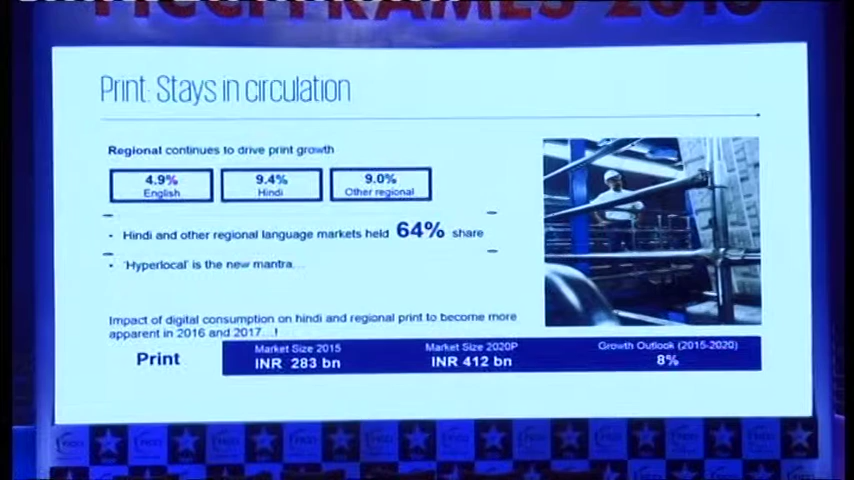 FICCI FRAMES 2016
Print: Stays in circulation
Regional continues to drive print growth
4.9%
English
9.4%
Hindi
9.0%
Other regional
• Hindi and other regional language markets held 64% share
• 'Hyperlocal' is the new mantra…
Impact of digital consumption on hindi and regional print to become more
apparent in 2016 and 2017…!
Print
Market Size 2015
INR 283 bn
Market Size 2020P
INR 412 bn
Growth Outlook (2015-2020)
8%